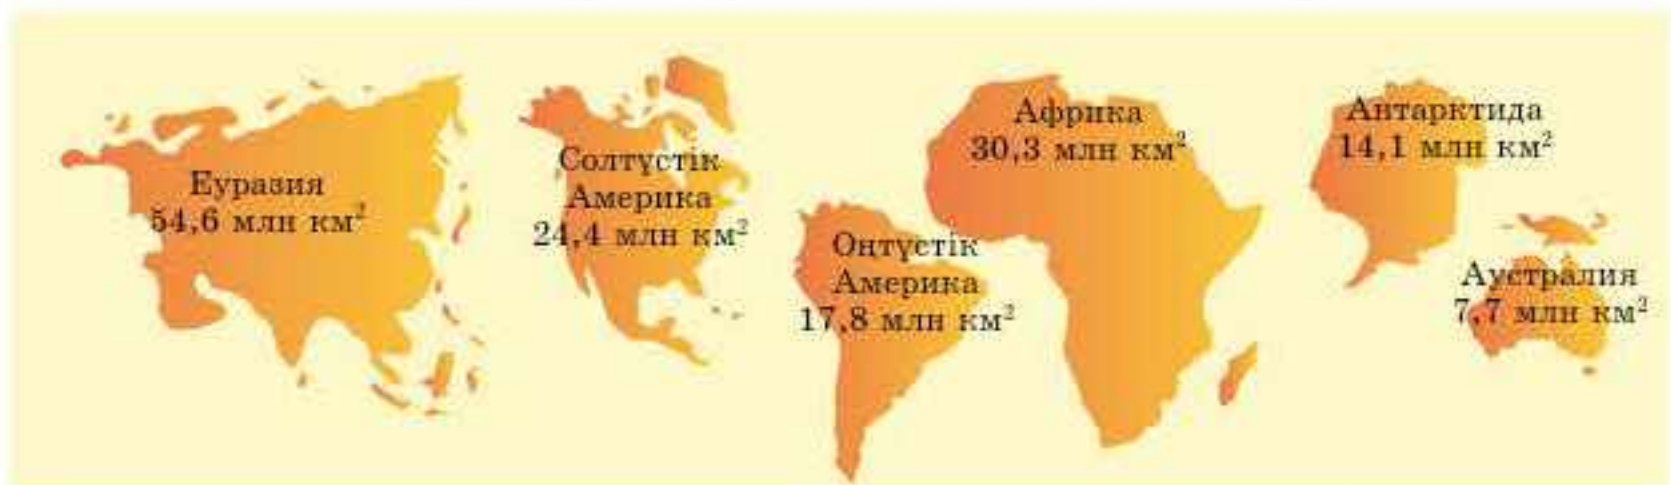 Еуразия
54,6 млн км²
Солтүстік
Америка
24,4 млн км²
Оңтүстік
Америка
17,8 млн км²
Африка
30,3 млн км²
Антарктида
14,1 млн км²
Аустралия
7,7 млн км²